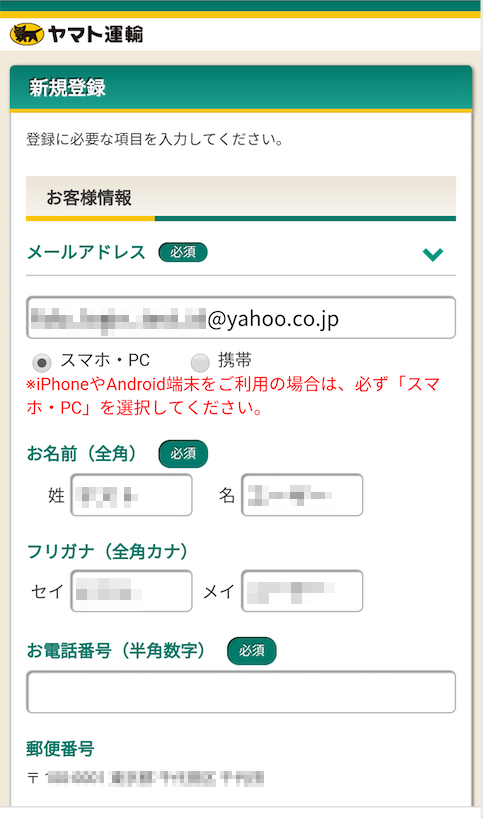 ヤマト運輸
新規登録
登録に必要な項目を入力してください。
お客様情報
メールアドレス 必須
@yahoo.co.jp
スマホ・PC 携帯
※iPhoneやAndroid端末をご利用の場合は、必ず「スマ
ホ・PC」を選択してください。
お名前（全角） 必須
姓 名
フリガナ（全角カナ）
セイ メイ
お電話番号（半角数字） 必須
郵便番号
〒